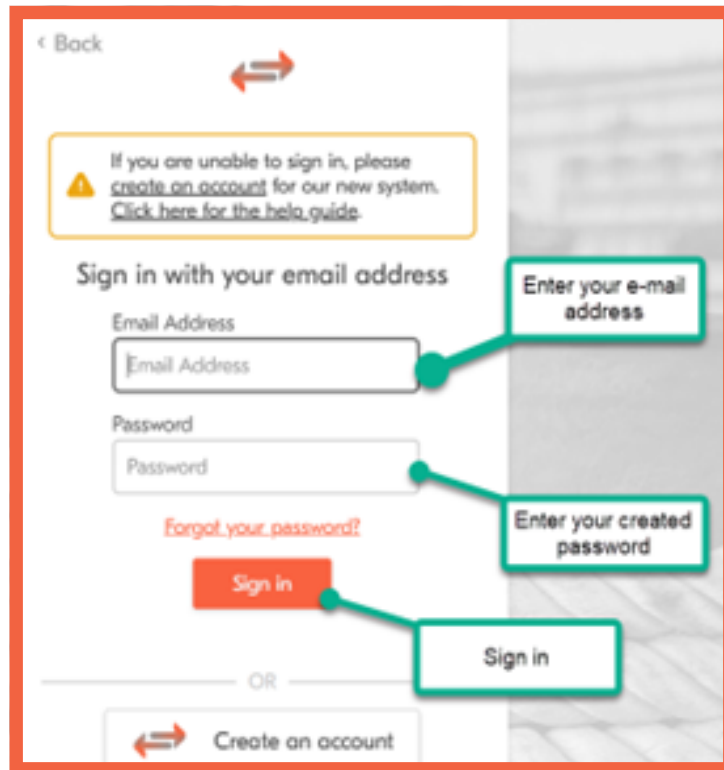 < Back
If you are unable to sign in, please
create an account for our new system.
Click here for the help guide.
Sign in with your email address
Enter your e-mail
address
Email Address
Email Address
Password
Password
Enter your created
password
Forgot your password?
Sign in
Sign in
OR
Create an account